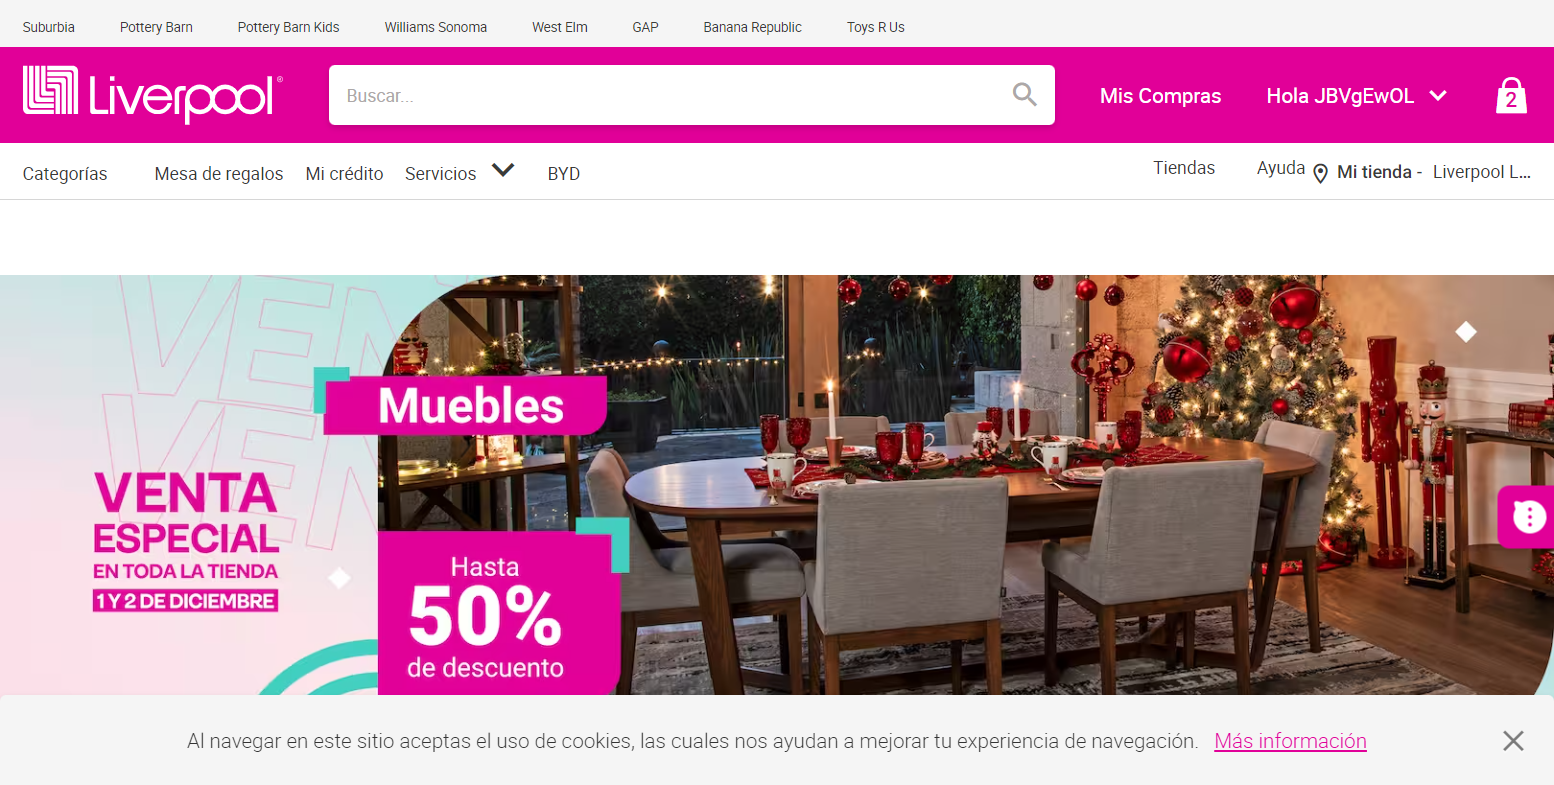 Suburbia Pottery Barn Pottery Barn Kids Williams Sonoma West Elm GAP Banana Republic Toys R Us
Liverpool® Buscar... Mis Compras Hola JBVgEwOL 2
Categorías Mesa de regalos Mi crédito Servicios BYD Tiendas Ayuda Mi tienda - Liverpool L...
VEN
VEN
Muebles
VENTA
ESPECIAL
EN TODA LA TIENDA
1 Y 2 DE DICIEMBRE
Hasta
50%
de descuento
Al navegar en este sitio aceptas el uso de cookies, las cuales nos ayudan a mejorar tu experiencia de navegación. Más información